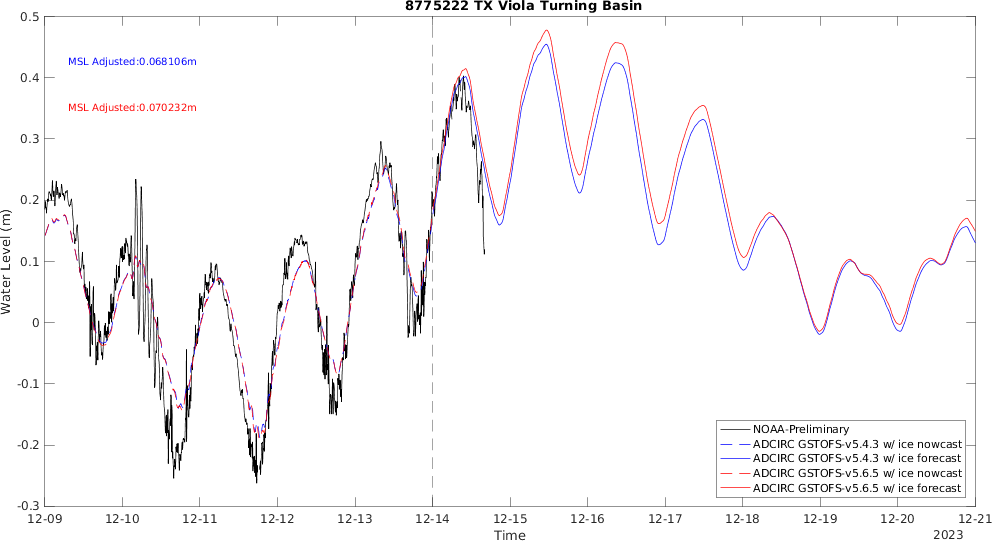 8775222 TX Viola Turning Basin
MSL Adjusted:0.068106m
MSL Adjusted:0.070232m
Water Level (m)
0.5
0.4
0.3
0.2
0.1
0
-0.1
-0.2
-0.3
NOAA-Preliminary
ADCIRC GSTOFS-v5.4.3 w/ ice nowcast
ADCIRC GSTOFS-v5.4.3 w/ ice forecast
ADCIRC GSTOFS-v5.6.5 w/ ice nowcast
ADCIRC GSTOFS-v5.6.5 w/ ice forecast
12-09 12-10 12-11 12-12 12-13 12-14 12-15 12-16 12-17 12-18 12-19 12-20 12-21
Time
2023